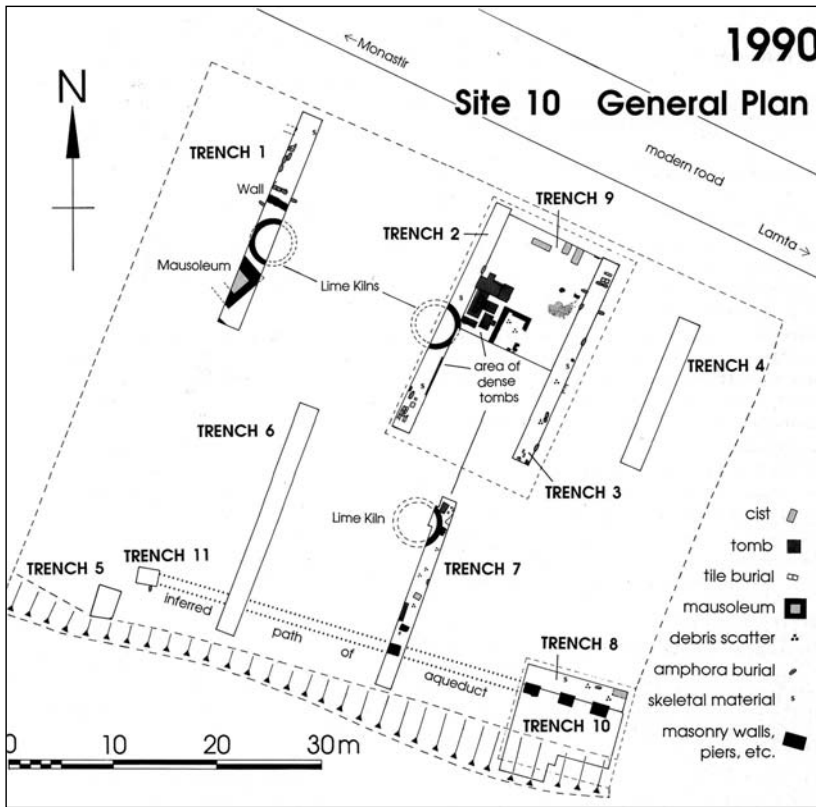 1990
Site 10 General Plan
←Monastir
modern road
Lamta→
N
TRENCH 1
Wall
Mausoleum
Lime Kilns
TRENCH 2
TRENCH 9
TRENCH 4
area of
dense
tombs
TRENCH 6
TRENCH 3
Lime Kiln
TRENCH 7
TRENCH 5
TRENCH 11
inferred
path
of
aqueduct
TRENCH 8
TRENCH 10
cist
tomb
tile burial
mausoleum
debris scatter
amphora burial
skeletal material
masonry walls,
piers, etc.
0 10 20 30m